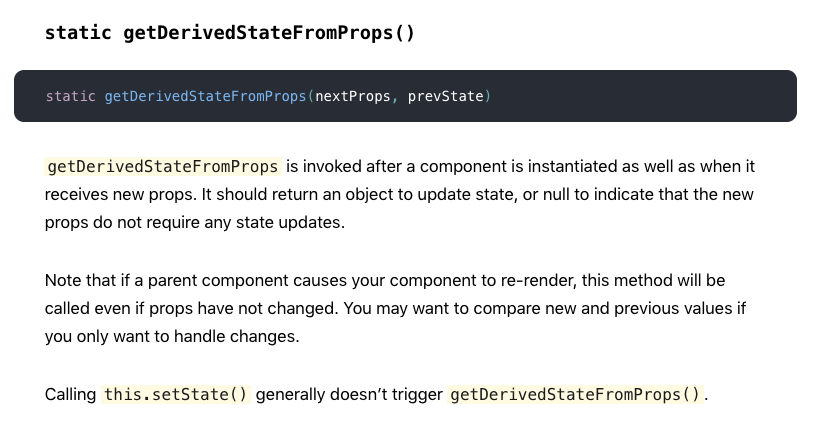 static getDerivedStateFromProps()
static getDerivedStateFromProps(nextProps, prevState)
getDerivedStateFromProps is invoked after a component is instantiated as well as when it
receives new props. It should return an object to update state, or null to indicate that the new
props do not require any state updates.
Note that if a parent component causes your component to re-render, this method will be
called even if props have not changed. You may want to compare new and previous values if
you only want to handle changes.
Calling this.setState() generally doesn’t trigger getDerivedStateFromProps().